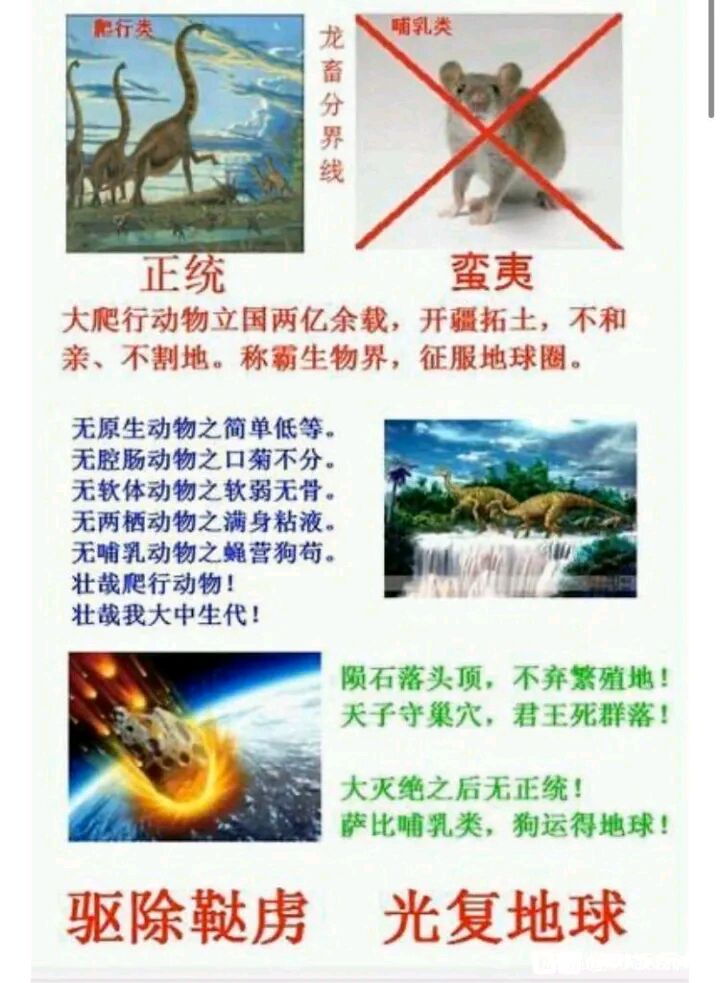 爬行类
龙畜分界线
哺乳类
正统
蛮夷
大爬行动物立国两亿余载，开疆拓土，不和
亲、不割地。称霸生物界，征服地球圈。
无原生动物之简单低等。
无腔肠动物之口菊不分。
无软体动物之软弱无骨。
无两栖动物之满身粘液。
无哺乳动物之蝇营狗苟。
壮哉爬行动物！
壮哉我大中生代！
陨石落头顶，不弃繁殖地！
天子守巢穴，君王死群落！
大灭绝之后无正统！
萨比哺乳类，狗运得地球！
驱除鞑虏 光复地球